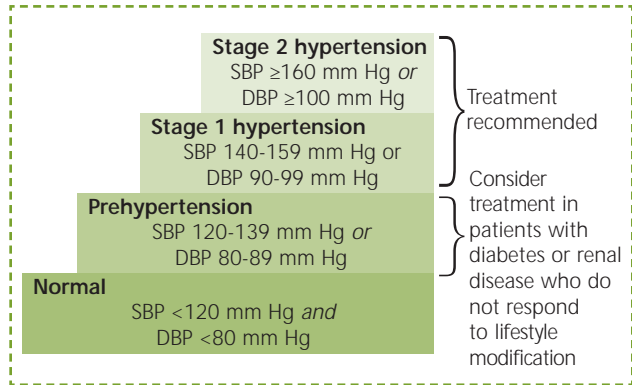 Stage 2 hypertension
SBP ≥160 mm Hg or
DBP ≥100 mm Hg
Stage 1 hypertension
SBP 140-159 mm Hg or
DBP 90-99 mm Hg
Prehypertension
SBP 120-139 mm Hg or
DBP 80-89 mm Hg
Normal
SBP <120 mm Hg and
DBP <80 mm Hg
Treatment
recommended
Consider
treatment in
patients with
diabetes or renal
disease who do
not respond
to lifestyle
modification